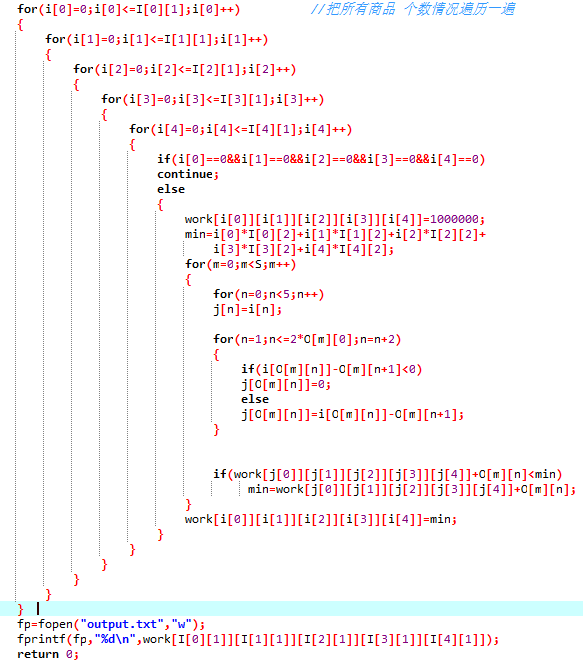 for(i[0]=0;i[0]<=I[0][1];i[0]++)          //把所有商品 个数情况遍历一遍
{
    for(i[1]=0;i[1]<=I[1][1];i[1]++)
    {
        for(i[2]=0;i[2]<=I[2][1];i[2]++)
        {
            for(i[3]=0;i[3]<=I[3][1];i[3]++)
            {
                for(i[4]=0;i[4]<=I[4][1];i[4]++)
                {
                    if(i[0]==0&&i[1]==0&&i[2]==0&&i[3]==0&&i[4]==0)
                    continue;
                    else
                    {
                        work[i[0]][i[1]][i[2]][i[3]][i[4]]=1000000;
                        min=i[0]*I[0][2]+i[1]*I[1][2]+i[2]*I[2][2]+
                            i[3]*I[3][2]+i[4]*I[4][2];
                        for(m=0;m<S;m++)
                        {
                            for(n=0;n<5;n++)
                            j[n]=i[n];
                            for(n=1;n<=2*O[m][0];n=n+2)
                            {
                                if(i[O[m][n]]-O[m][n+1]<0)
                                j[O[m][n]]=0;
                                else
                                j[O[m][n]]=i[O[m][n]]-O[m][n+1];
                            }
                            if(work[j[0]][j[1]][j[2]][j[3]][j[4]]+O[m][n]<min)
                                min=work[j[0]][j[1]][j[2]][j[3]][j[4]]+O[m][n];
                        }
                        work[i[0]][i[1]][i[2]][i[3]][i[4]]=min;
                    }
                }
            }
        }
    }
}
fp=fopen("output.txt","w");
fprintf(fp,"%d\n",work[I[0][1]][I[1][1]][I[2][1]][I[3][1]][I[4][1]]);
return 0;